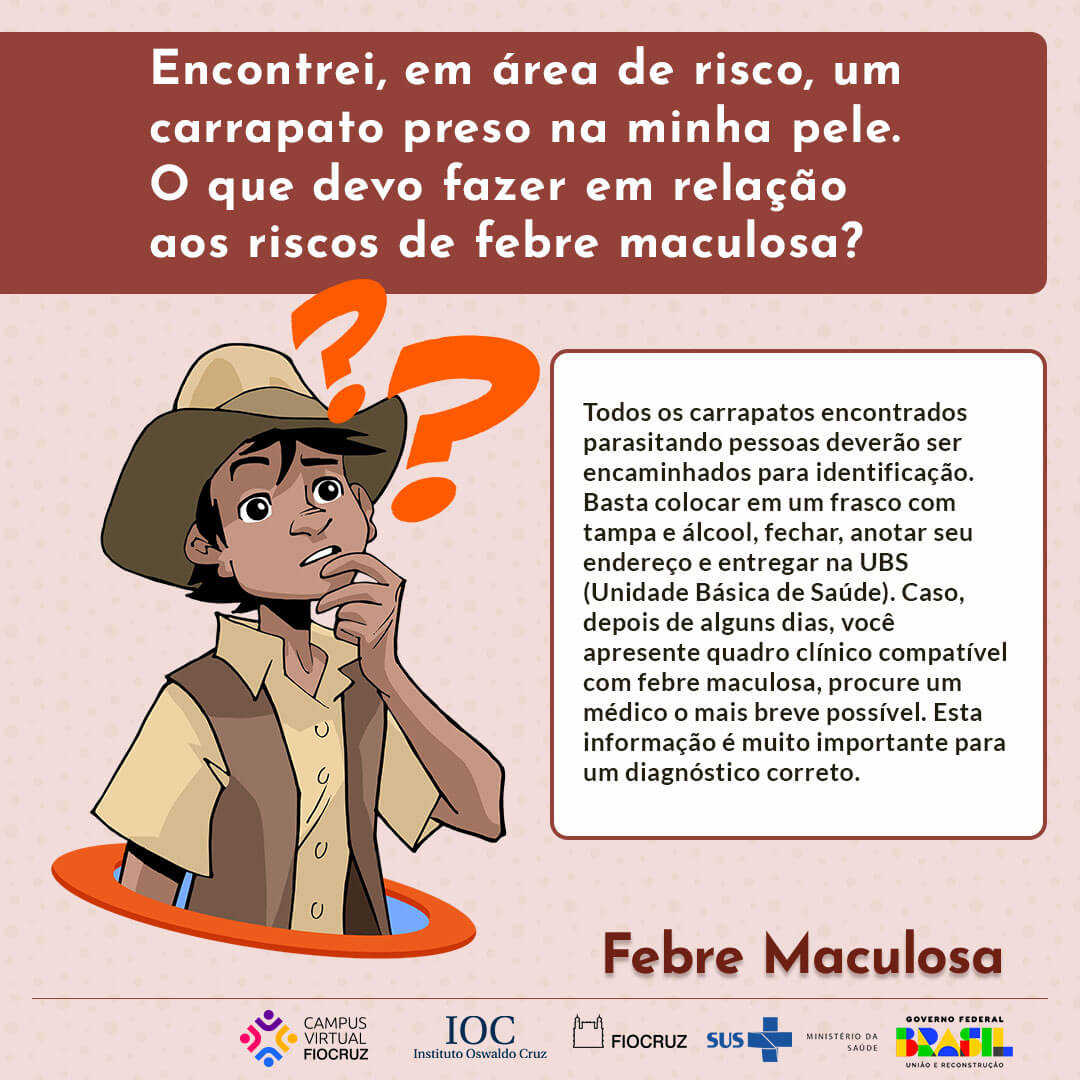 Encontrei, em área de risco, um
carrapato preso na minha pele.
O que devo fazer em relação
aos riscos de febre maculosa?
??
Todos os carrapatos encontrados
parasitando pessoas deverão ser
encaminhados para identificação.
Basta colocar em um frasco com
tampa e álcool, fechar, anotar seu
endereço e entregar na UBS
(Unidade Básica de Saúde). Caso,
depois de alguns dias, você
apresente quadro clínico compatível
com febre maculosa, procure um
médico o mais breve possível. Esta
informação é muito importante para
um diagnóstico correto.
Febre Maculosa
CAMPUS
VIRTUAL
FIOCRUZ
IOC
Instituto Oswaldo Cruz
FIOCRUZ
SUS
MINISTÉRIO DA
SAÚDE
GOVERNO FEDERAL
BRASIL
UNIÃO E RECONSTRUÇÃO